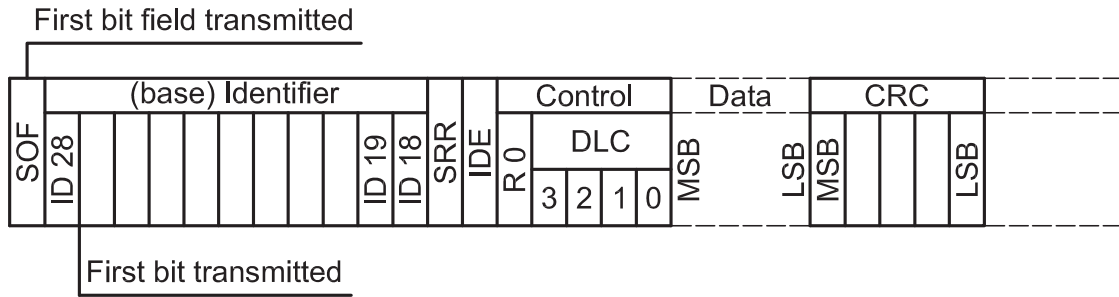 First bit field transmitted
(base) Identifier
Control
Data
CRC
SOF
ID 28
ID 19
ID 18
SRR
IDE
R 0
DLC
3 2 1 0
MSB
LSB
MSB
LSB
First bit transmitted